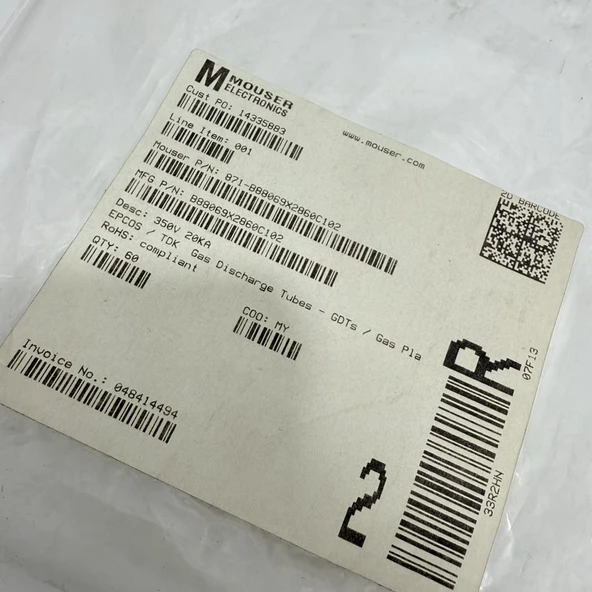 MOUSER
ELECTRONICS
www.mouser.com
Cust PO: 14335883
Line Item: 001
Mouser P/N: 871-B88069X2860C102
MFG P/N: B88069X2860C102
Desc: 350V 20KA Gas Discharge Tubes - GDTs / Gas Pla
EPCOS / TDK
RoHS: compliant
QTY: 60
COO: MY
Invoice No.: 048414494
2D BARCODE
R
2
07F13
33R2HN